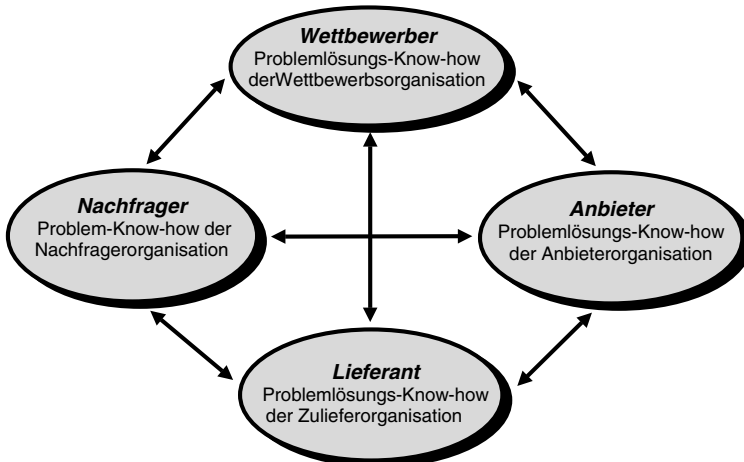 Wettbewerber
Problemlösungs-Know-how
derWettbewerbsorganisation
Nachfrager
Problem-Know-how der
Nachfragerorganisation
Anbieter
Problemlösungs-Know-how
der Anbieterorganisation
Lieferant
Problemlösungs-Know-how
der Zulieferorganisation